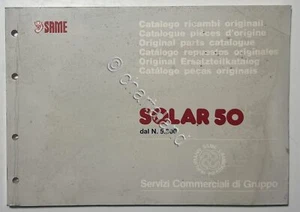 SAME
Catalogo ricambi originali
Catalogue pièces d'origine
Original parts catalogue
Catalogo repuestos originales
Original Ersatzteilkatalog
Catálogo peças originais
SOLAR 50
dal N. 5.500
Servizi Commerciali di Gruppo